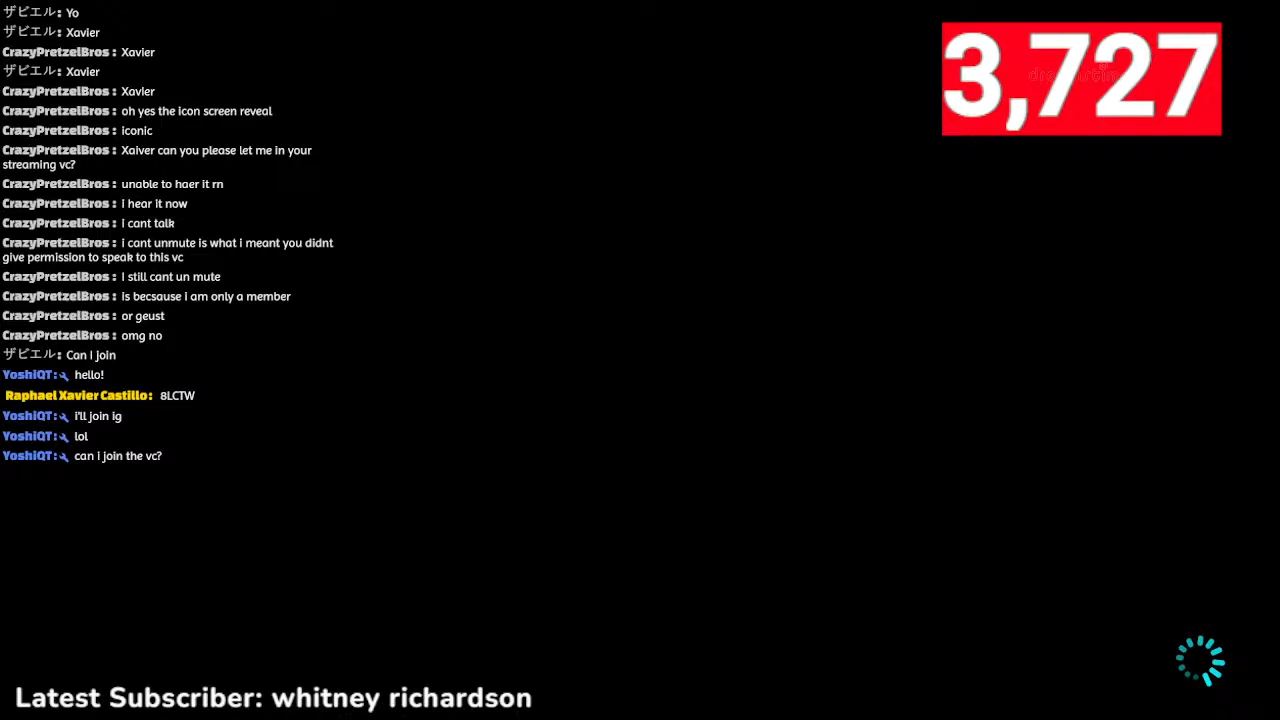 ザビエル: Yo
ザビエル: Xavier
CrazyPretzelBros : Xavier
ザビエル: Xavier
CrazyPretzelBros : Xavier
CrazyPretzelBros : oh yes the icon screen reveal
CrazyPretzelBros : iconic
CrazyPretzelBros : Xaiver can you please let me in your
streaming vc?
CrazyPretzelBros : unable to haer it rn
CrazyPretzelBros : i hear it now
CrazyPretzelBros : i cant talk
CrazyPretzelBros : i cant unmute is what i meant you didnt
give permission to speak to this vc
CrazyPretzelBros : I still cant un mute
CrazyPretzelBros : is becsause i am only a member
CrazyPretzelBros : or geust
CrazyPretzelBros : omg no
ザビエル: Can I join
YoshiQT: hello!
Raphael Xavier Castillo: 8LCTW
YoshiQT: i'll join ig
YoshiQT: lol
YoshiQT: can i join the vc?
3,727
Latest Subscriber: whitney richardson